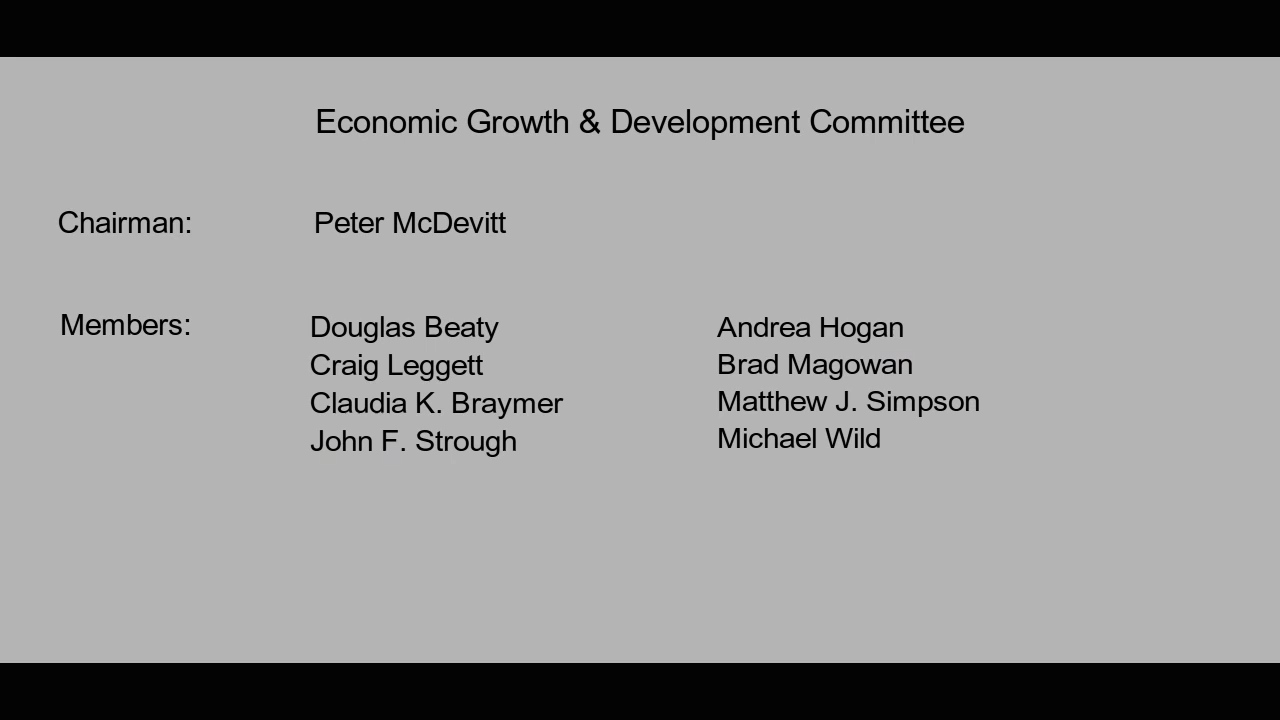 Economic Growth & Development Committee
Chairman: Peter McDevitt
Members: Douglas Beaty Andrea Hogan
Craig Leggett Brad Magowan
Claudia K. Braymer Matthew J. Simpson
John F. Strough Michael Wild